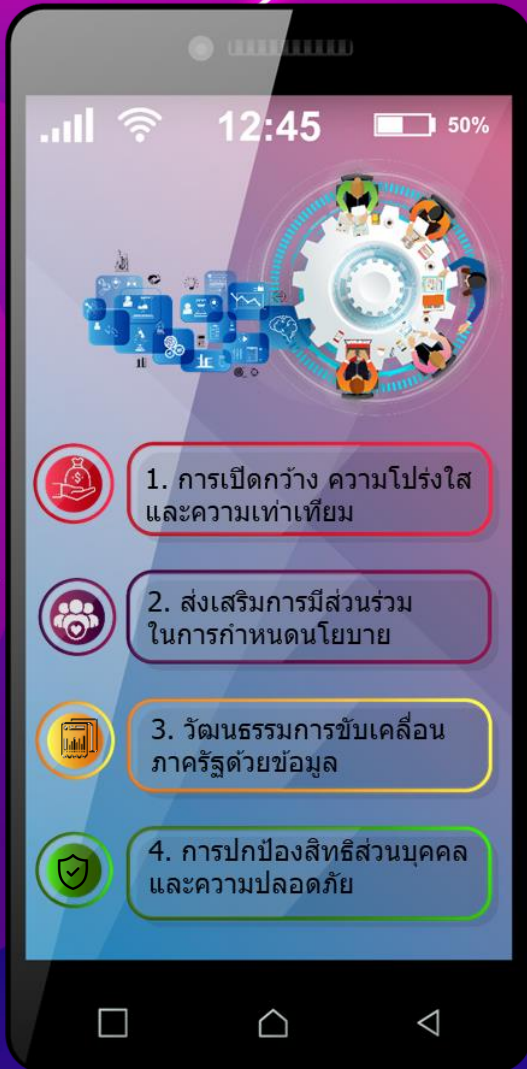 12:45
50%
1. การเปิดกว้าง ความโปร่งใส
และความเท่าเทียม
2. ส่งเสริมการมีส่วนร่วม
ในการกำหนดนโยบาย
3. วัฒนธรรมการขับเคลื่อน
ภาครัฐด้วยข้อมูล
4. การปกป้องสิทธิส่วนบุคคล
และความปลอดภัย